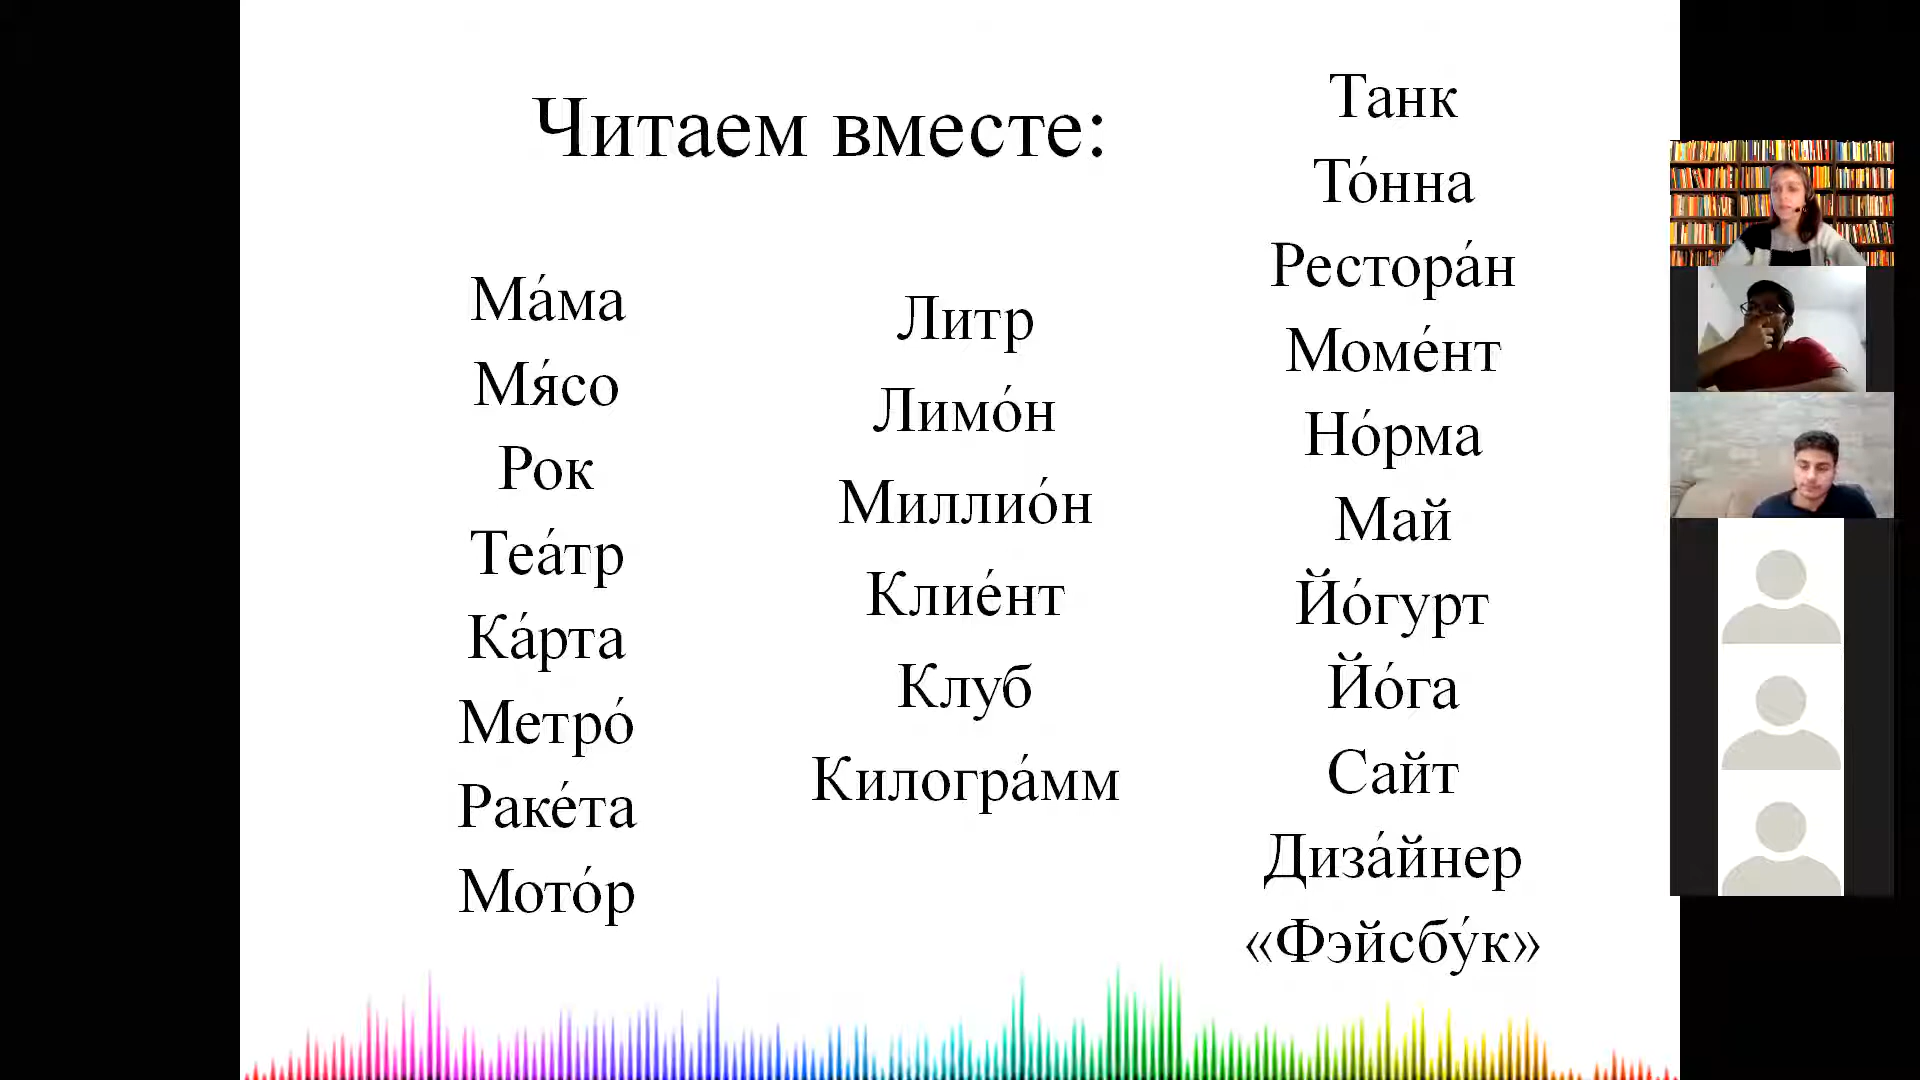 Читаем вместе:
Ма́ма
Мя́со
Рок
Теа́тр
Ка́рта
Метро́
Раке́та
Мото́р
Литр
Лимо́н
Миллио́н
Клие́нт
Клуб
Килогра́мм
Танк
То́нна
Рестора́н
Моме́нт
Но́рма
Май
Йо́гурт
Йо́га
Сайт
Диза́йнер
«Фэйсбу́к»